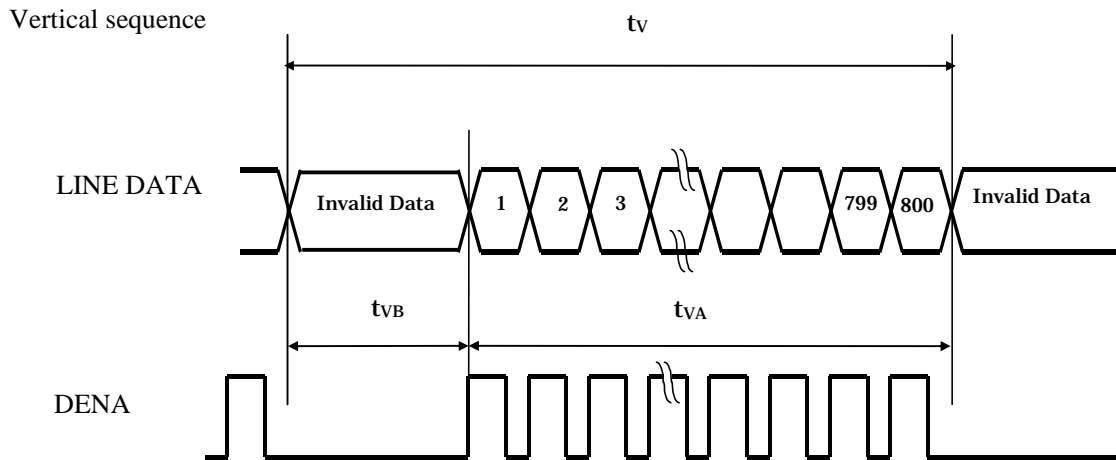 Vertical sequence
tV
LINE DATA
Invalid Data
1 2 3 799 800
Invalid Data
tVB
tVA
DENA